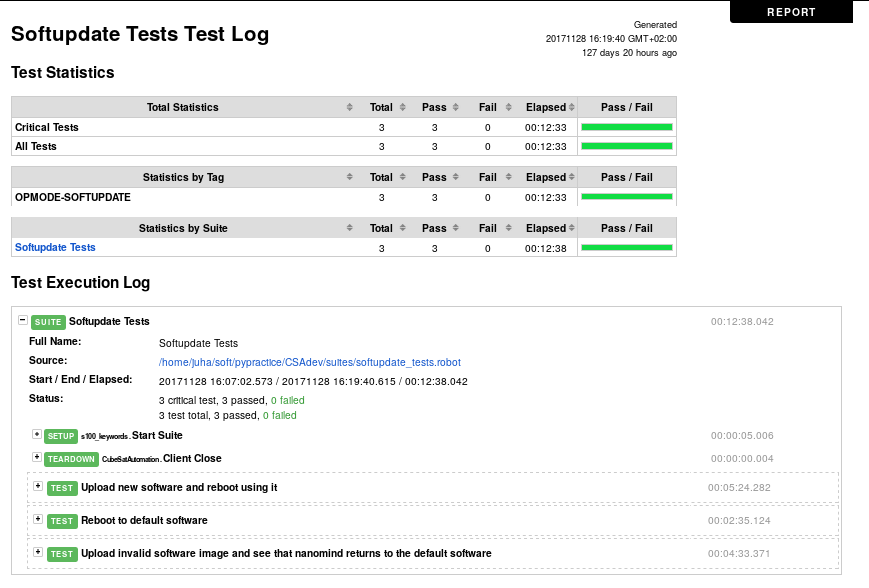 REPORT
Softupdate Tests Test Log
Generated
20171128 16:19:40 GMT+02:00
127 days 20 hours ago
Test Statistics
Total Statistics Total Pass Fail Elapsed Pass / Fail
Critical Tests 3 3 0 00:12:33
All Tests 3 3 0 00:12:33
Statistics by Tag Total Pass Fail Elapsed Pass / Fail
OPMODE-SOFTUPDATE 3 3 0 00:12:33
Statistics by Suite Total Pass Fail Elapsed Pass / Fail
Softupdate Tests 3 3 0 00:12:38
Test Execution Log
SUITE Softupdate Tests 00:12:38.042
Full Name: Softupdate Tests
Source: /home/juha/soft/pypractice/CSAdev/suites/softupdate_tests.robot
Start / End / Elapsed: 20171128 16:07:02.573 / 20171128 16:19:40.615 / 00:12:38.042
Status: 3 critical test, 3 passed, 0 failed
3 test total, 3 passed, 0 failed
SETUP s100_keywords.Start Suite 00:00:05.006
TEARDOWN CubeSatAutomation.Client Close 00:00:00.004
TEST Upload new software and reboot using it 00:05:24.282
TEST Reboot to default software 00:02:35.124
TEST Upload invalid software image and see that nanomind returns to the default software 00:04:33.371